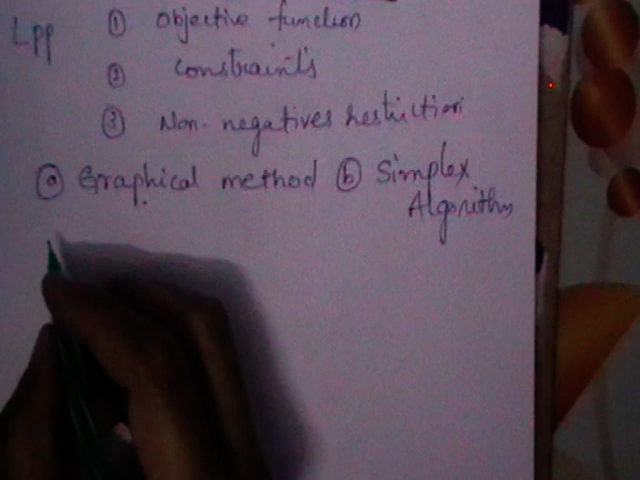 Lpp ① Objective function
② Constraints
③ Non-negatives restriction
ⓐ Graphical method ⓑ Simplex
Algorithm